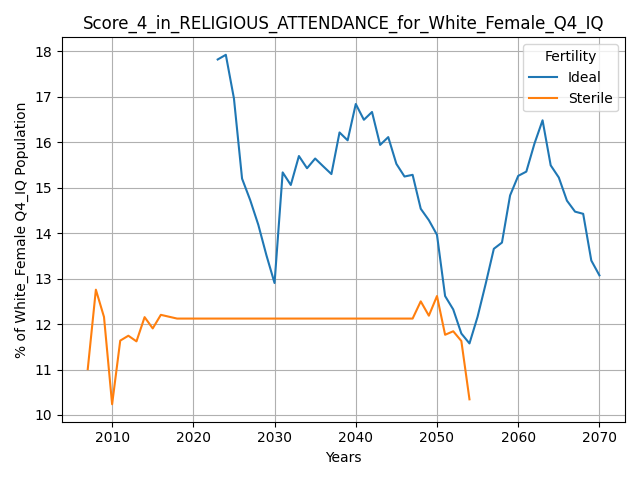 Score_4_in_RELIGIOUS_ATTENDANCE_for_White_Female_Q4_IQ
Fertility
Ideal
Sterile
% of White_Female Q4_IQ Population
18
17
16
15
14
13
12
11
10
2010
2020
2030
2040
2050
2060
2070
Years